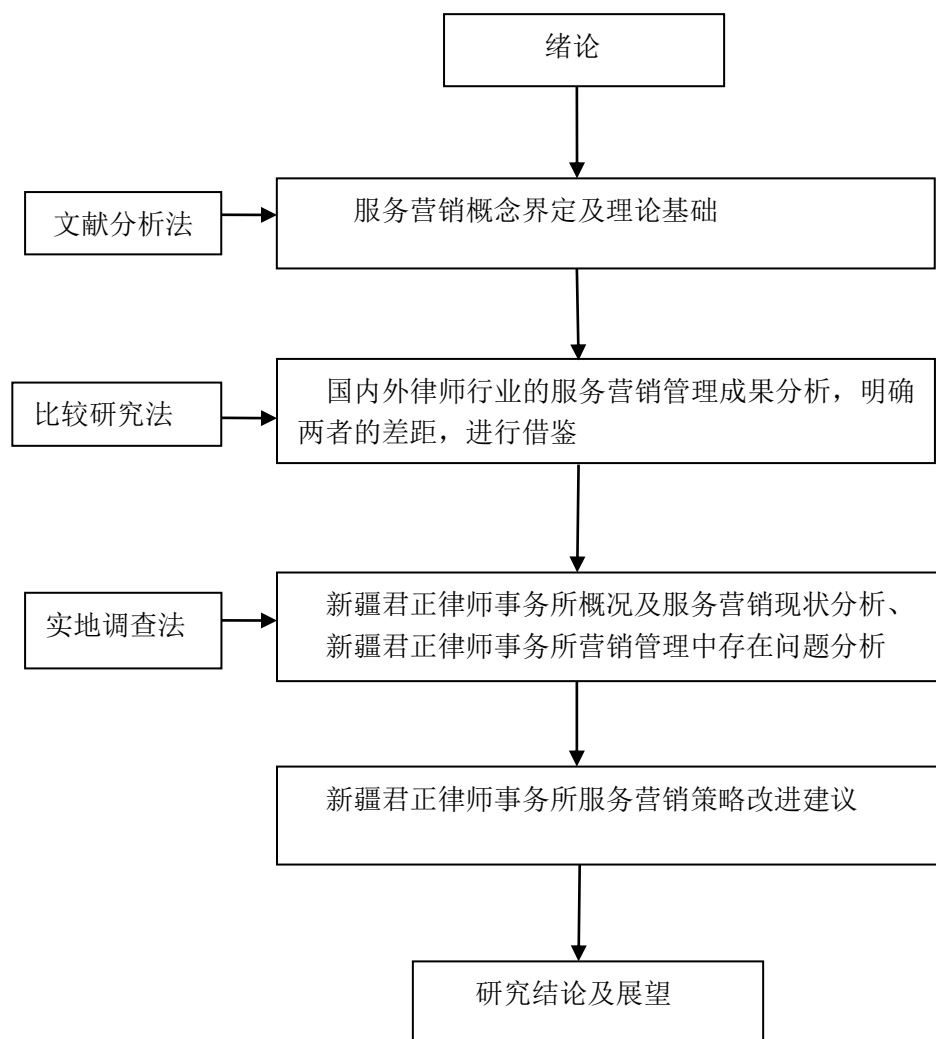 绪论
文献分析法
服务营销概念界定及理论基础
比较研究法
国内外律师行业的服务营销管理成果分析，明确
两者的差距，进行借鉴
实地调查法
新疆君正律师事务所概况及服务营销现状分析、
新疆君正律师事务所营销管理中存在问题分析
新疆君正律师事务所服务营销策略改进建议
研究结论及展望